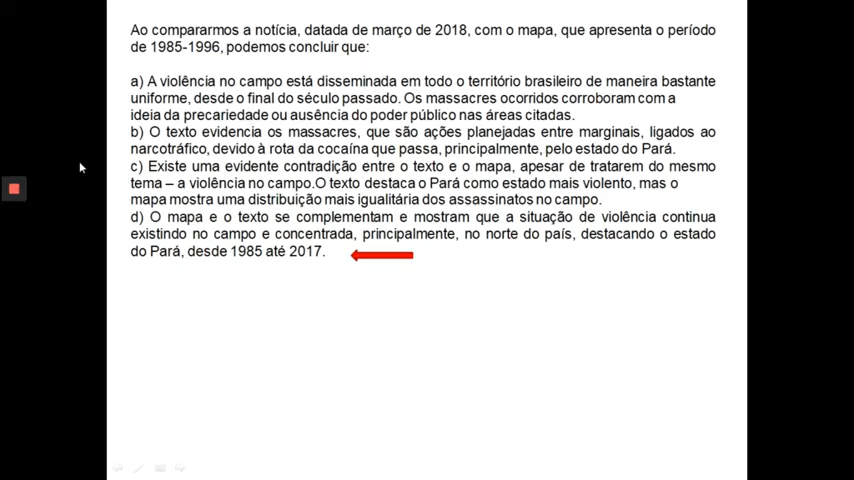 Ao compararmos a notícia, datada de março de 2018, com o mapa, que apresenta o período
de 1985-1996, podemos concluir que:
a) A violência no campo está disseminada em todo o território brasileiro de maneira bastante
uniforme, desde o final do século passado. Os massacres ocorridos corroboram com a
ideia da precariedade ou ausência do poder público nas áreas citadas.
b) O texto evidencia os massacres, que são ações planejadas entre marginais, ligados ao
narcotráfico, devido à rota da cocaína que passa, principalmente, pelo estado do Pará.
c) Existe uma evidente contradição entre o texto e o mapa, apesar de tratarem do mesmo
tema – a violência no campo.O texto destaca o Pará como estado mais violento, mas o
mapa mostra uma distribuição mais igualitária dos assassinatos no campo.
d) O mapa e o texto se complementam e mostram que a situação de violência continua
existindo no campo e concentrada, principalmente, no norte do país, destacando o estado
do Pará, desde 1985 até 2017.